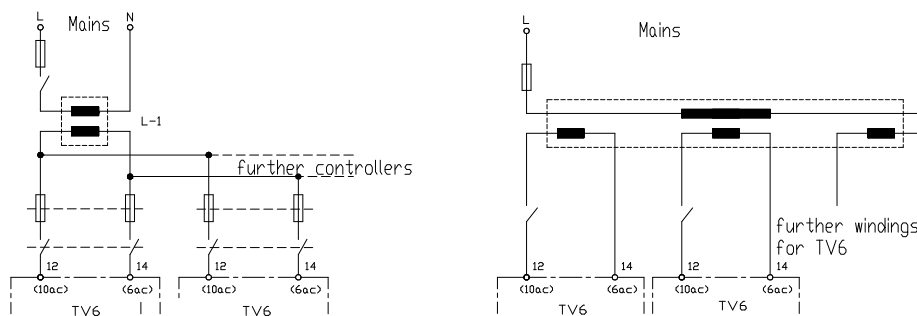 L Mains N
L-1
further controllers
12 14 12 14
(10ac) (6ac) (10ac) (6ac)
TV6 TV6
L Mains
further windings
for TV6
12 14 12 14
(10ac) (6ac) (10ac) (6ac)
TV6 TV6